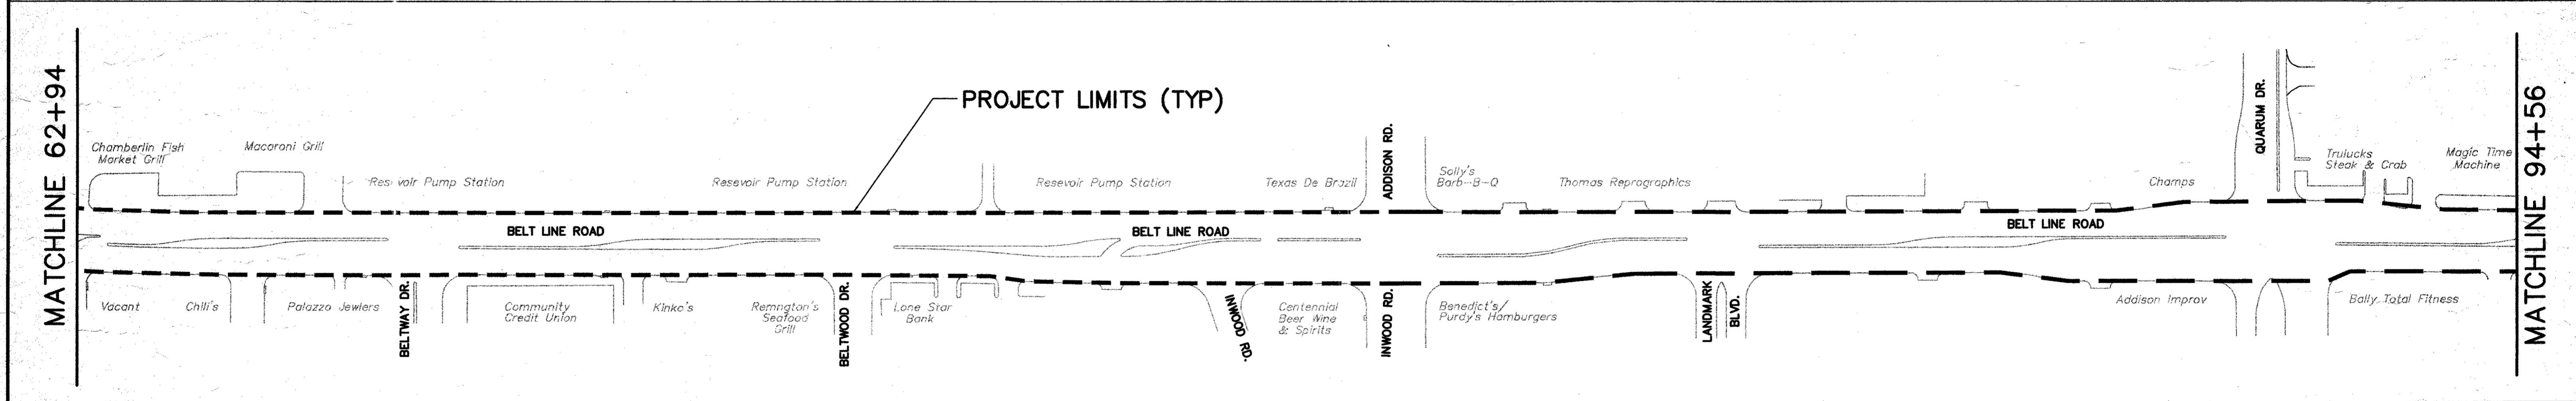 MATCHLINE 62+94
PROJECT LIMITS (TYP)
Chamberlin Fish
Market Grill
Macaroni Grill
Resevoir Pump Station
Resevoir Pump Station
Resevoir Pump Station
Texas De Brazil
ADDISON RD.
Solly's
Barb-B-Q
Thomas Reprographics
Champs
QUARUM DR.
Trulucks
Steak & Crab
Magic Time
Machine
MATCHLINE 94+56
BELT LINE ROAD
BELT LINE ROAD
BELT LINE ROAD
Vacant
Chili's
Palazzo Jewlers
BELTWAY DR.
Community
Credit Union
Kinko's
Remngton's
Seafood
Grill
BELTWOOD DR.
Lone Star
Bank
INWOOD RD.
Centennial
Beer Wine
& Spirits
INWOOD RD.
Benedict's/
Purdy's Hamburgers
LANDMARK
BLVD.
Addison Improv
Bally Total Fitness